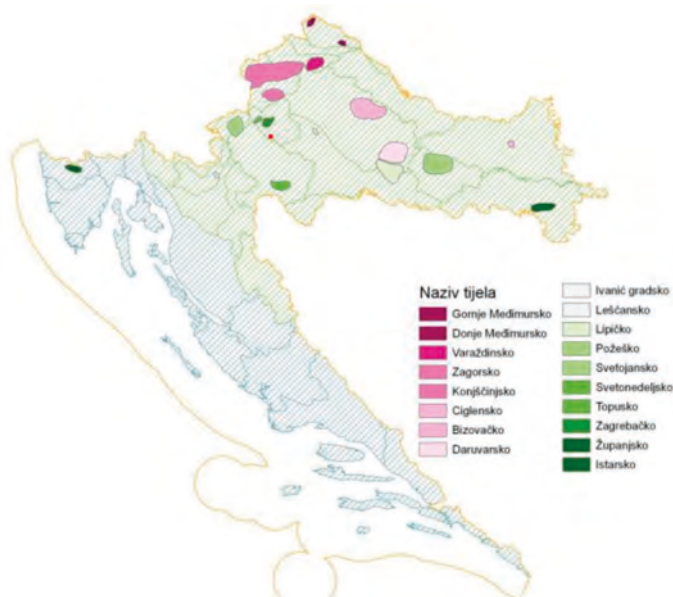 Naziv tijela
Gornje Međimursko
Donje Međimursko
Varaždinsko
Zagorsko
Konjščinjsko
Ciglensko
Bizovačko
Daruvarsko
Ivanić gradsko
Leščansko
Lipičko
Požeško
Svetojansko
Svetonedeljsko
Topusko
Zagrebačko
Županjsko
Istarsko